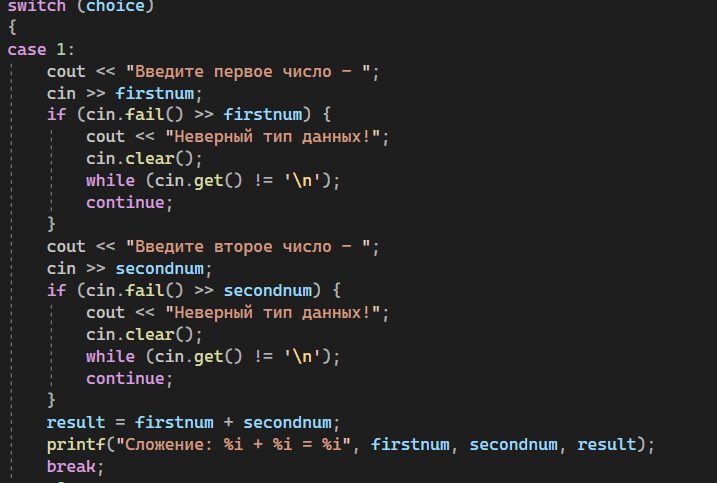 switch (choice)
{
case 1:
cout << "Введите первое число - ";
cin >> firstnum;
if (cin.fail() >> firstnum) {
cout << "Неверный тип данных!";
cin.clear();
while (cin.get() != '\n');
continue;
}
cout << "Введите второе число - ";
cin >> secondnum;
if (cin.fail() >> secondnum) {
cout << "Неверный тип данных!";
cin.clear();
while (cin.get() != '\n');
continue;
}
result = firstnum + secondnum;
printf("Сложение: %i + %i = %i", firstnum, secondnum, result);
break;